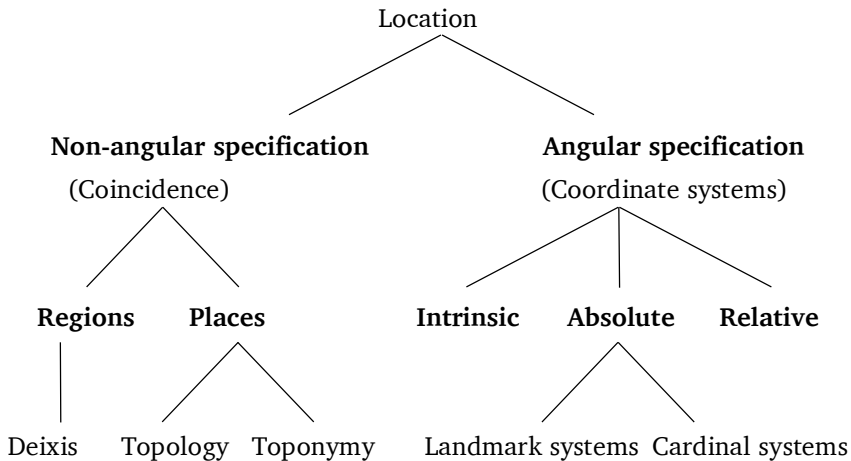 Location
Non-angular specification Angular specification
(Coincidence) (Coordinate systems)
Regions Places Intrinsic Absolute Relative
Deixis Topology Toponymy Landmark systems Cardinal systems